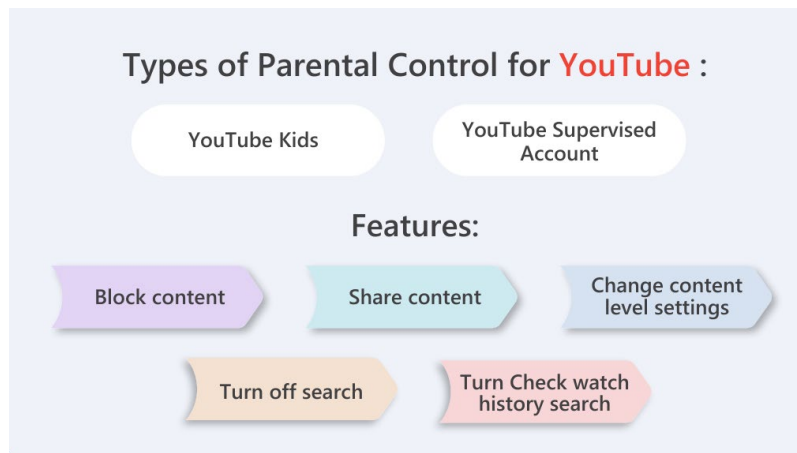 Types of Parental Control for YouTube :
YouTube Kids
YouTube Supervised
Account
Features:
Block content
Share content
Change content
level settings
Turn off search
Turn Check watch
history search